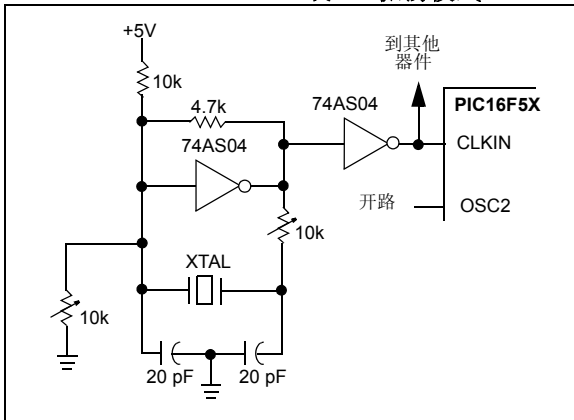 +5V
10k
4.7k
74AS04
74AS04
到其他
器件
PIC16F5X
CLKIN
开路
OSC2
10k
XTAL
10k
20 pF
20 pF